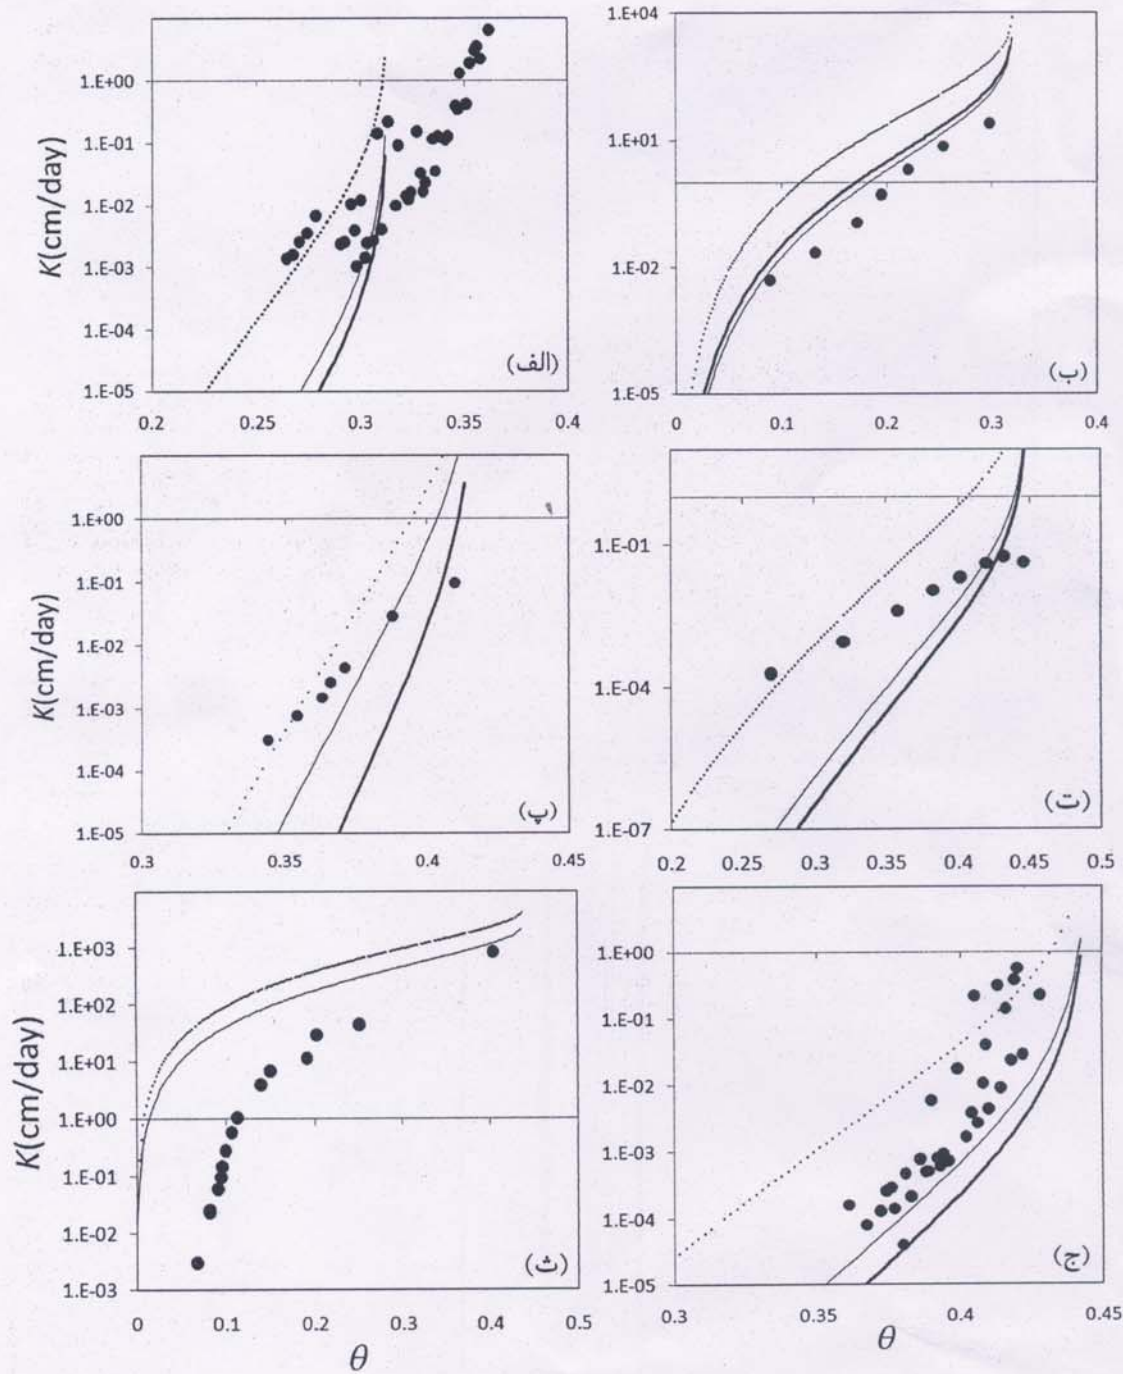 K(cm/day)
1.E+00
1.E-01
1.E-02
1.E-03
1.E-04
1.E-05
0.2
0.25
0.3
0.35
0.4
(الف)
1.E+04
1.E+01
1.E-02
1.E-05
0
0.1
0.2
0.3
0.4
(ب)
K(cm/day)
1.E+00
1.E-01
1.E-02
1.E-03
1.E-04
1.E-05
0.3
0.35
0.4
0.45
(پ)
1.E-01
1.E-04
1.E-07
0.2
0.25
0.3
0.35
0.4
0.45
0.5
(ت)
K(cm/day)
1.E+03
1.E+02
1.E+01
1.E+00
1.E-01
1.E-02
1.E-03
0
0.1
0.2
0.3
0.4
0.5
(ث)
θ
1.E+00
1.E-01
1.E-02
1.E-03
1.E-04
1.E-05
0.3
0.35
0.4
0.45
(ج)
θ